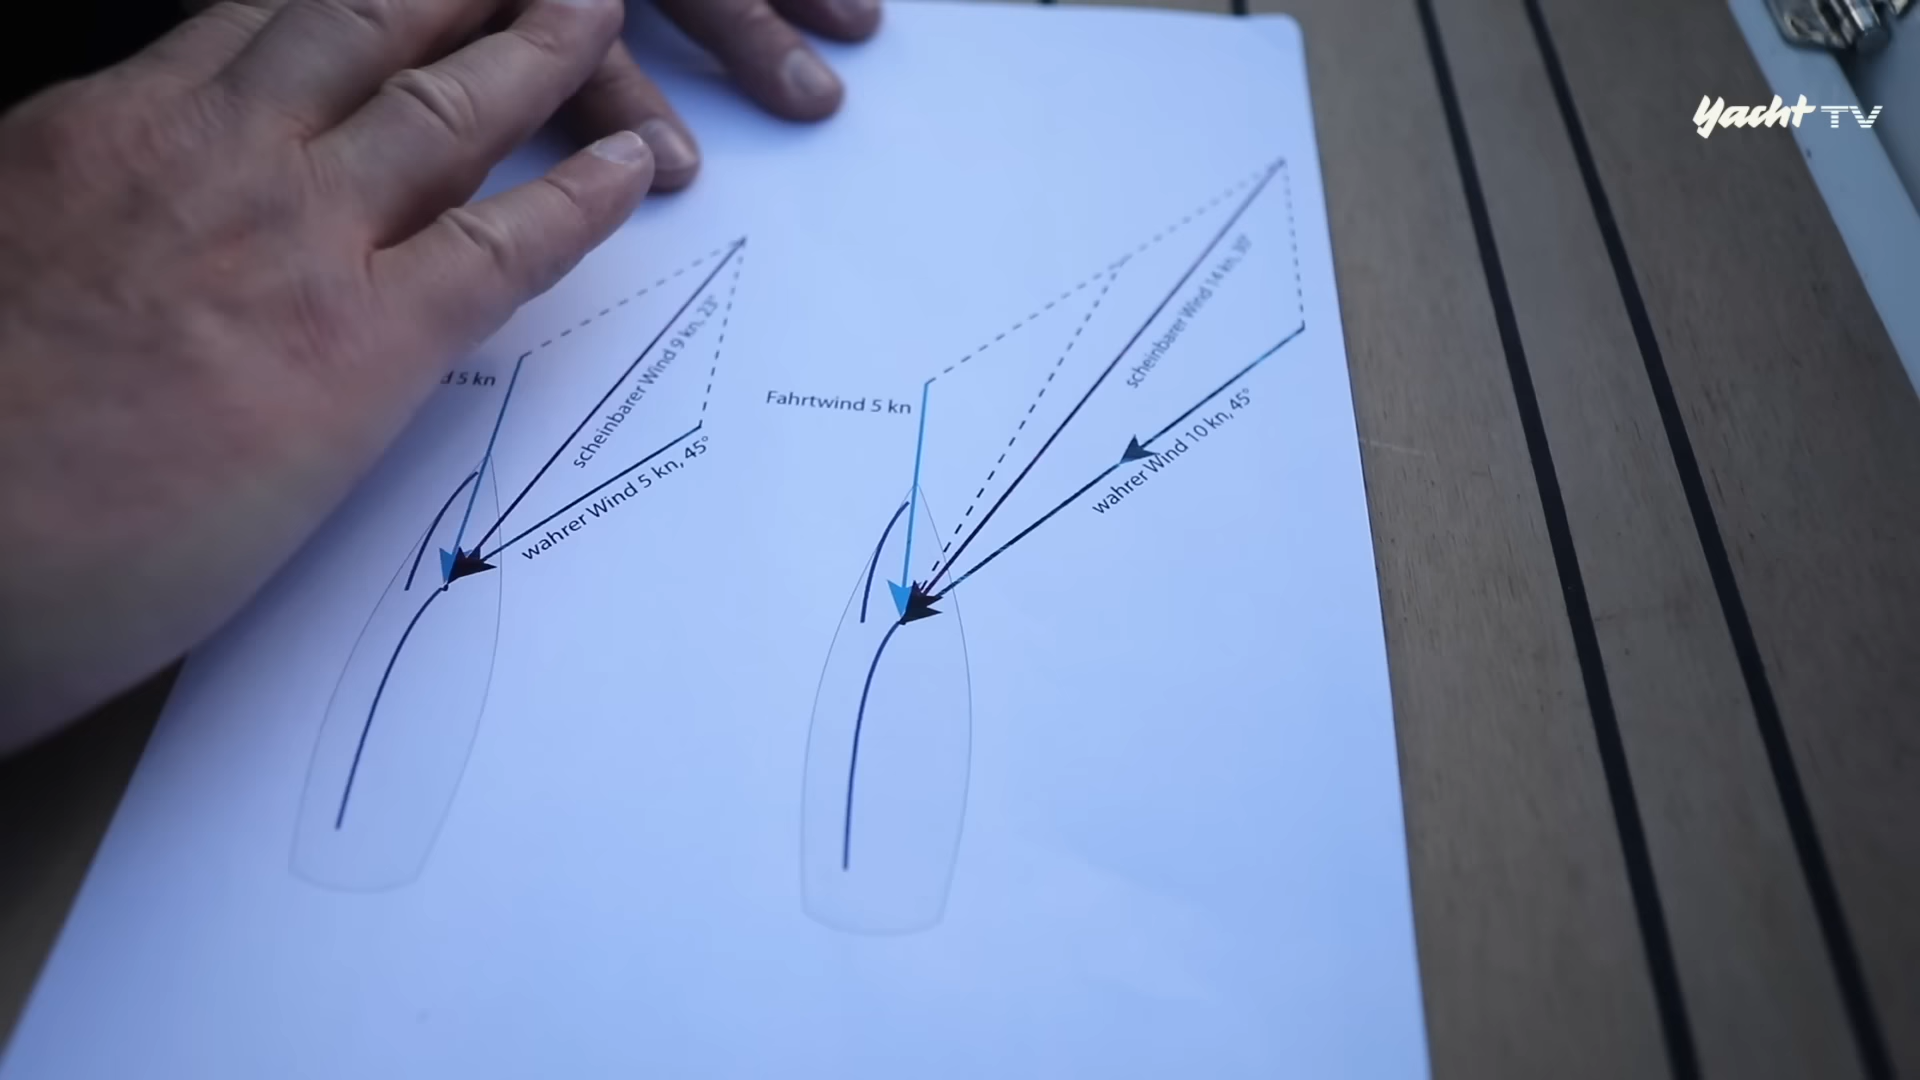 Yacht TV
d 5 kn
scheinbarer Wind 9 kn, 23°
wahrer Wind 5 kn, 45°
Fahrtwind 5 kn
scheinbarer Wind 14 kn, 30°
wahrer Wind 10 kn, 45°